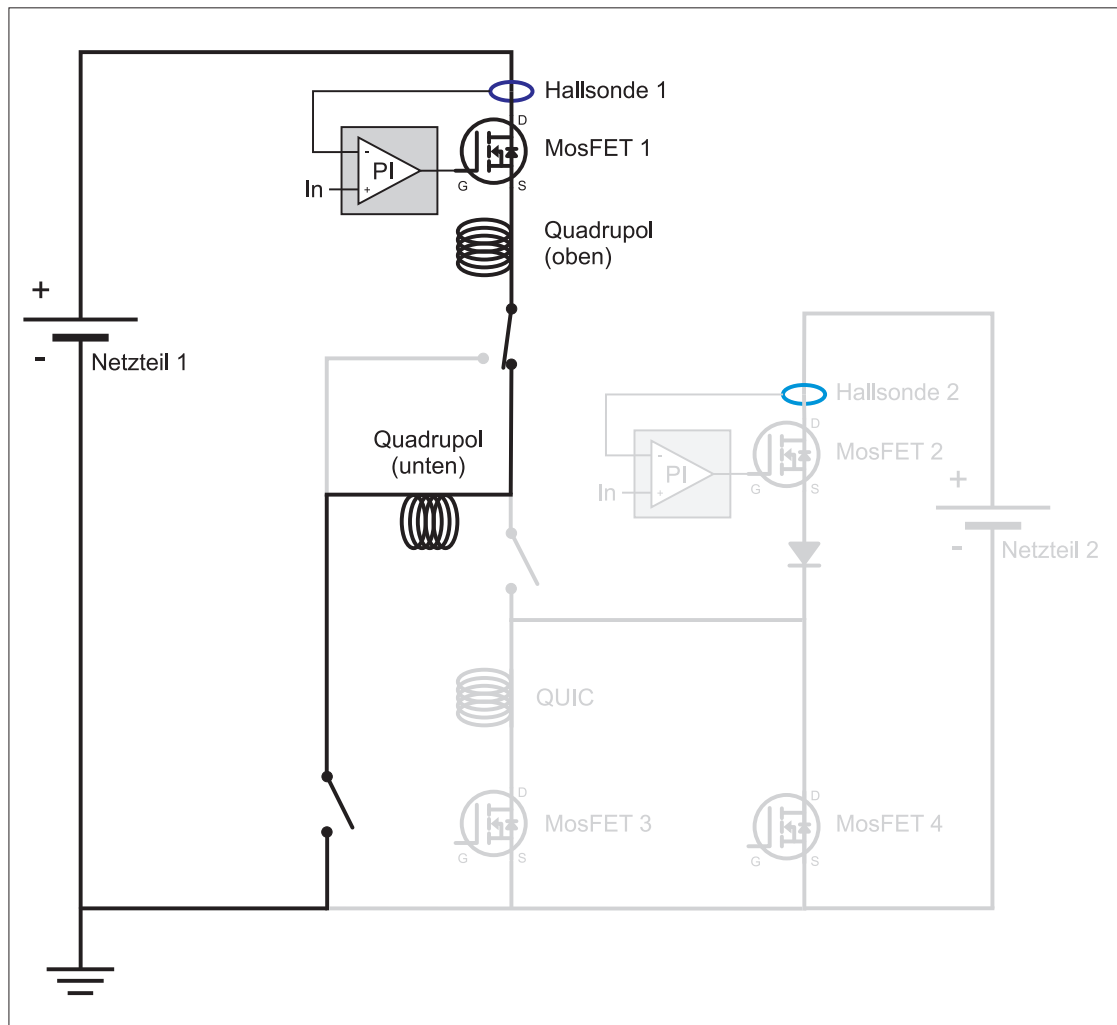 Hallsonde 1
D
MosFET 1
-
PI
In
+
G
S
Quadrupol
(oben)
+
-
Netzteil 1
Quadrupol
(unten)
Hallsonde 2
D
MosFET 2
-
PI
In
+
G
S
+
-
Netzteil 2
QUIC
D
MosFET 3
G
S
D
MosFET 4
G
S